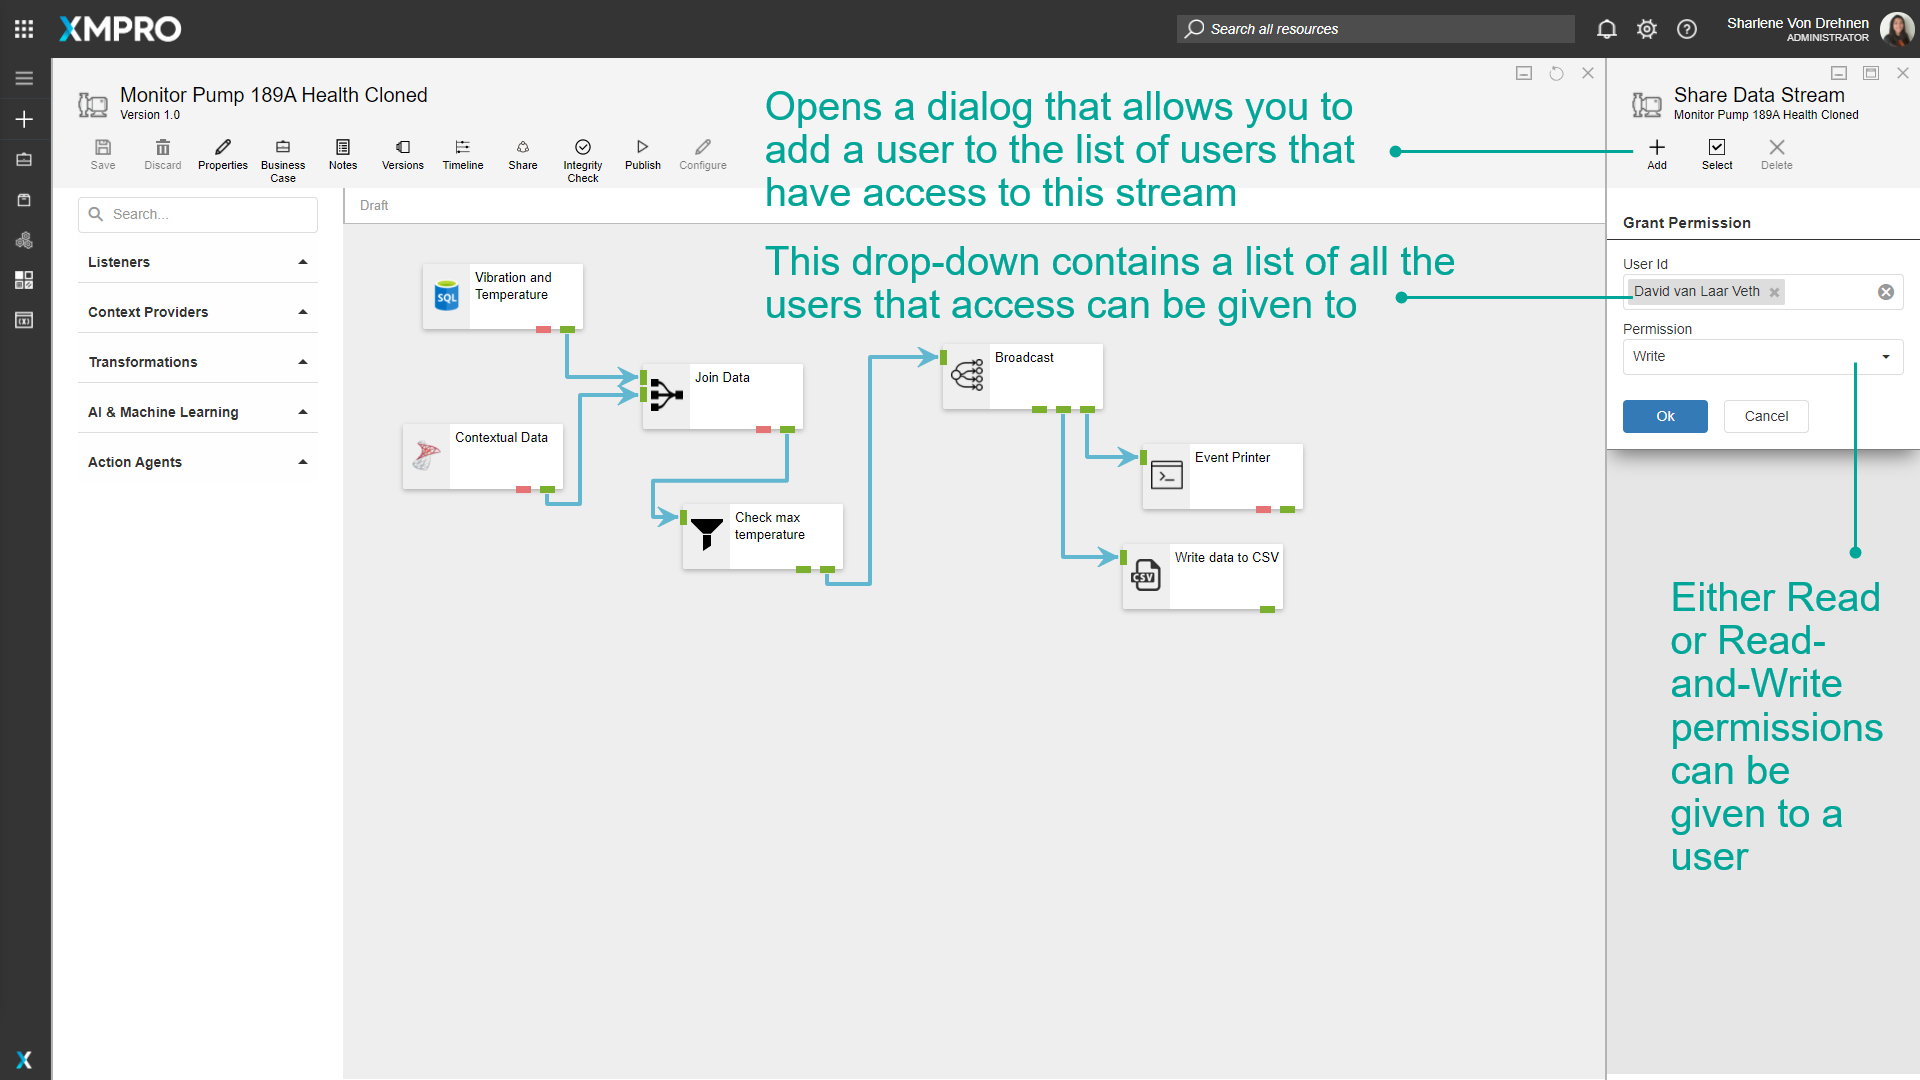 XMPRO
Search all resources
Sharlene Von Drehnen
ADMINISTRATOR
Monitor Pump 189A Health Cloned
Version 1.0
Save
Discard
Properties
Business
Case
Notes
Versions
Timeline
Share
Integrity
Check
Publish
Configure
Opens a dialog that allows you to
add a user to the list of users that
have access to this stream
Share Data Stream
Monitor Pump 189A Health Cloned
Add
Select
Delete
Search...
Listeners
Context Providers
Transformations
AI & Machine Learning
Action Agents
Draft
This drop-down contains a list of all the
users that access can be given to
Vibration and
Temperature
SQL
Join Data
Contextual Data
Check max
temperature
Broadcast
Event Printer
Write data to CSV
CSV
Grant Permission
User Id
David van Laar Veth
Permission
Write
Ok
Cancel
Either Read
or Read-
and-Write
permissions
can be
given to a
user